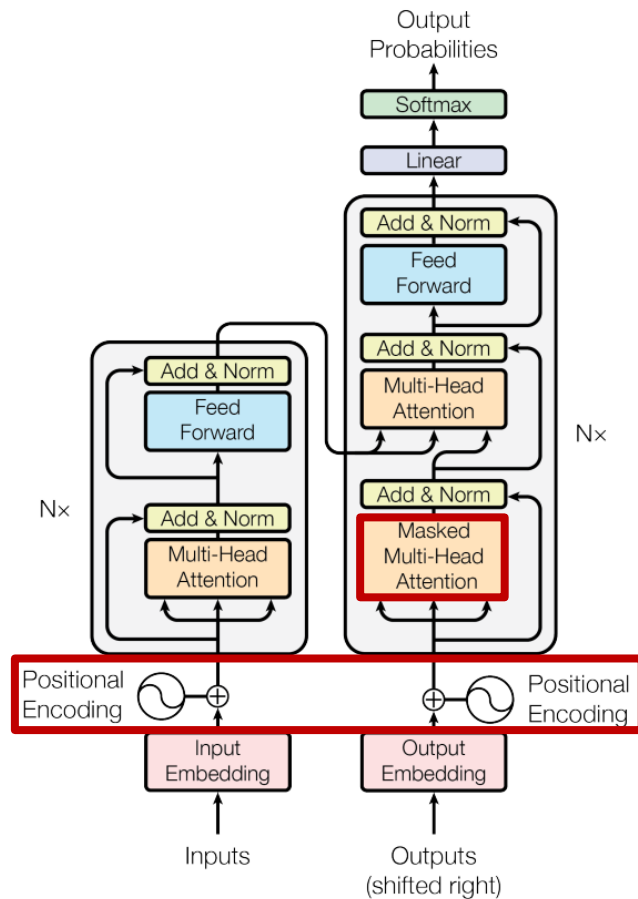 Output
Probabilities
Softmax
Linear
Add & Norm
Feed
Forward
Add & Norm
Multi-Head
Attention
Add & Norm
Masked
Multi-Head
Attention
N×
Add & Norm
Feed
Forward
N×
Add & Norm
Multi-Head
Attention
Positional
Encoding
Positional
Encoding
Input
Embedding
Output
Embedding
Inputs
Outputs
(shifted right)